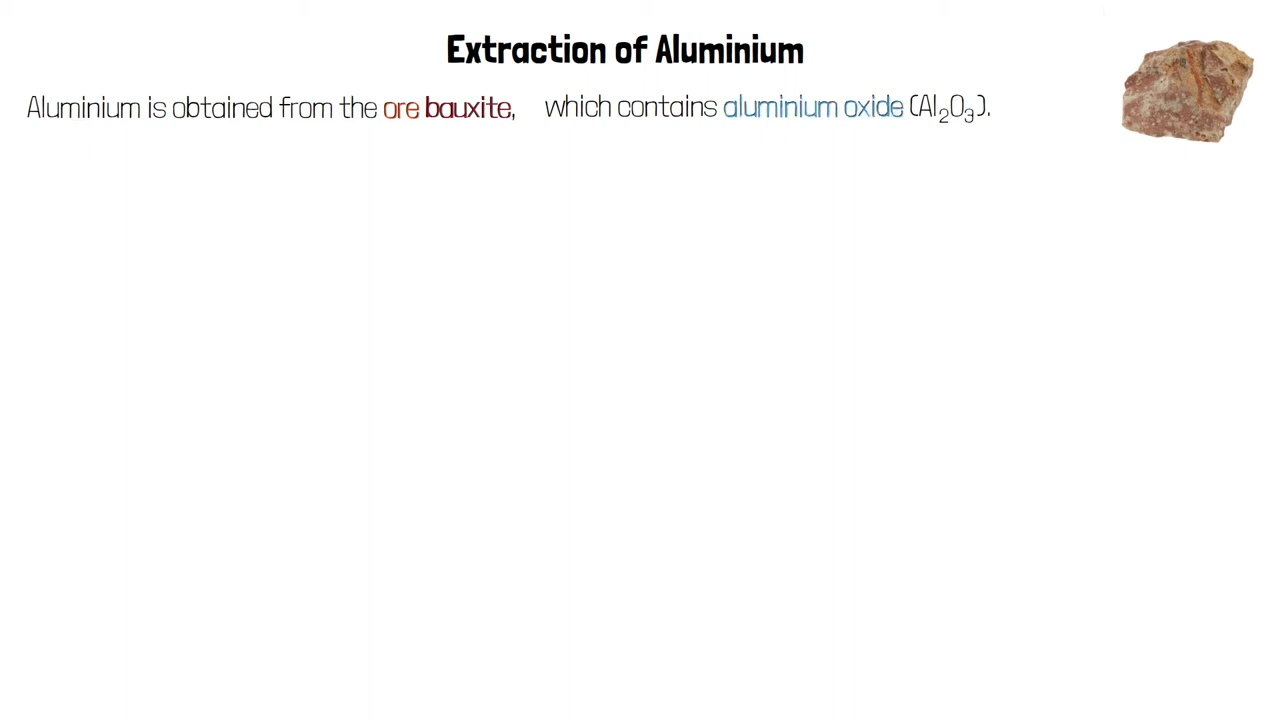 Extraction of Aluminium
Aluminium is obtained from the ore bauxite, which contains aluminium oxide (Al₂O₃).